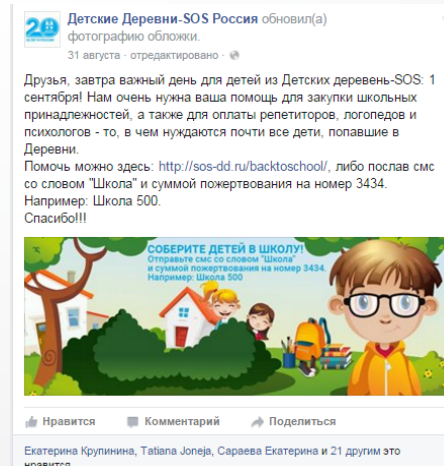 20
Детские Деревни-SOS Россия обновил(а)
фотографию обложки.
31 августа · отредактировано ·
Друзья, завтра важный день для детей из Детских деревень-SOS: 1
сентября! Нам очень нужна ваша помощь для закупки школьных
принадлежностей, а также для оплаты репетиторов, логопедов и
психологов - то, в чем нуждаются почти все дети, попавшие в
Деревни.
Помочь можно здесь: http://sos-dd.ru/backtoschool/, либо послав смс
со словом "Школа" и суммой пожертвования на номер 3434.
Например: Школа 500.
Спасибо!!!
СОБЕРИТЕ ДЕТЕЙ В ШКОЛУ!
Отправьте смс со словом "Школа"
и суммой пожертвования на номер 3434.
Например: Школа 500
Нравится Комментарий Поделиться
Екатерина Крупинина, Tatiana Joneja, Сараева Екатерина и 21 другим это
нравится